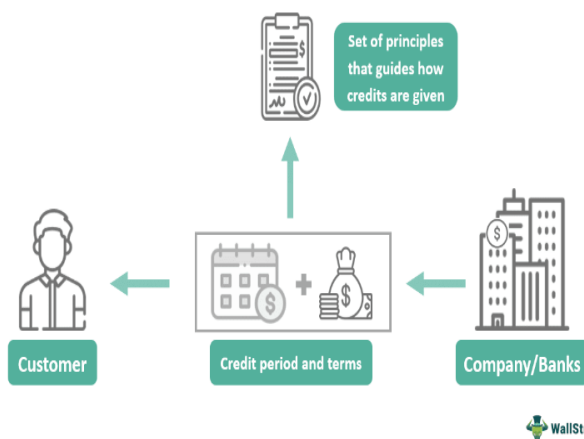 Set of principles
that guides how
credits are given
Customer
Credit period and terms
Company/Banks
WallSt